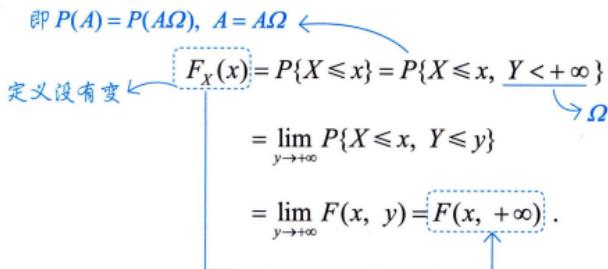 即 P(A) = P(AΩ), A = AΩ
F_X(x) = P{X ⩽ x} = P{X ⩽ x, Y < +∞}
定义没有变
Ω
= lim_{y→+∞} P{X ⩽ x, Y ⩽ y}
= lim_{y→+∞} F(x, y) = F(x, +∞) .